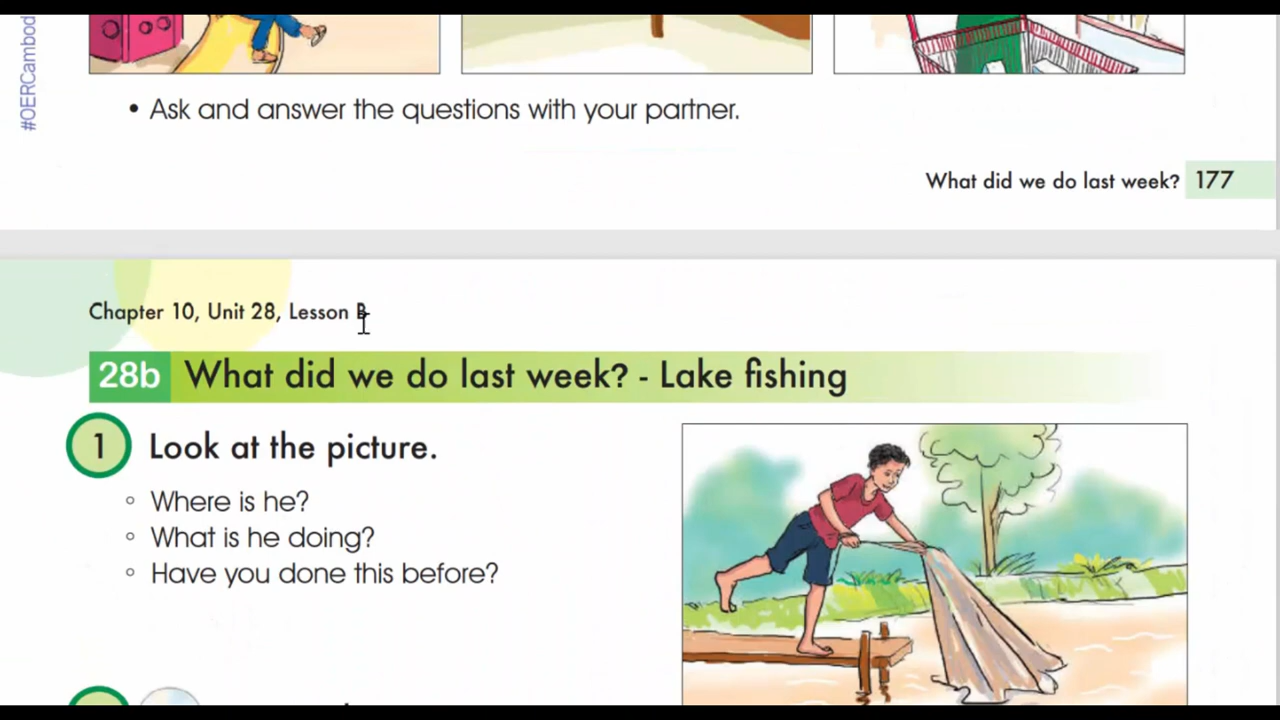 #OERCambod
• Ask and answer the questions with your partner.
What did we do last week? 177
Chapter 10, Unit 28, Lesson B
28b What did we do last week? - Lake fishing
1 Look at the picture.
◦ Where is he?
◦ What is he doing?
◦ Have you done this before?